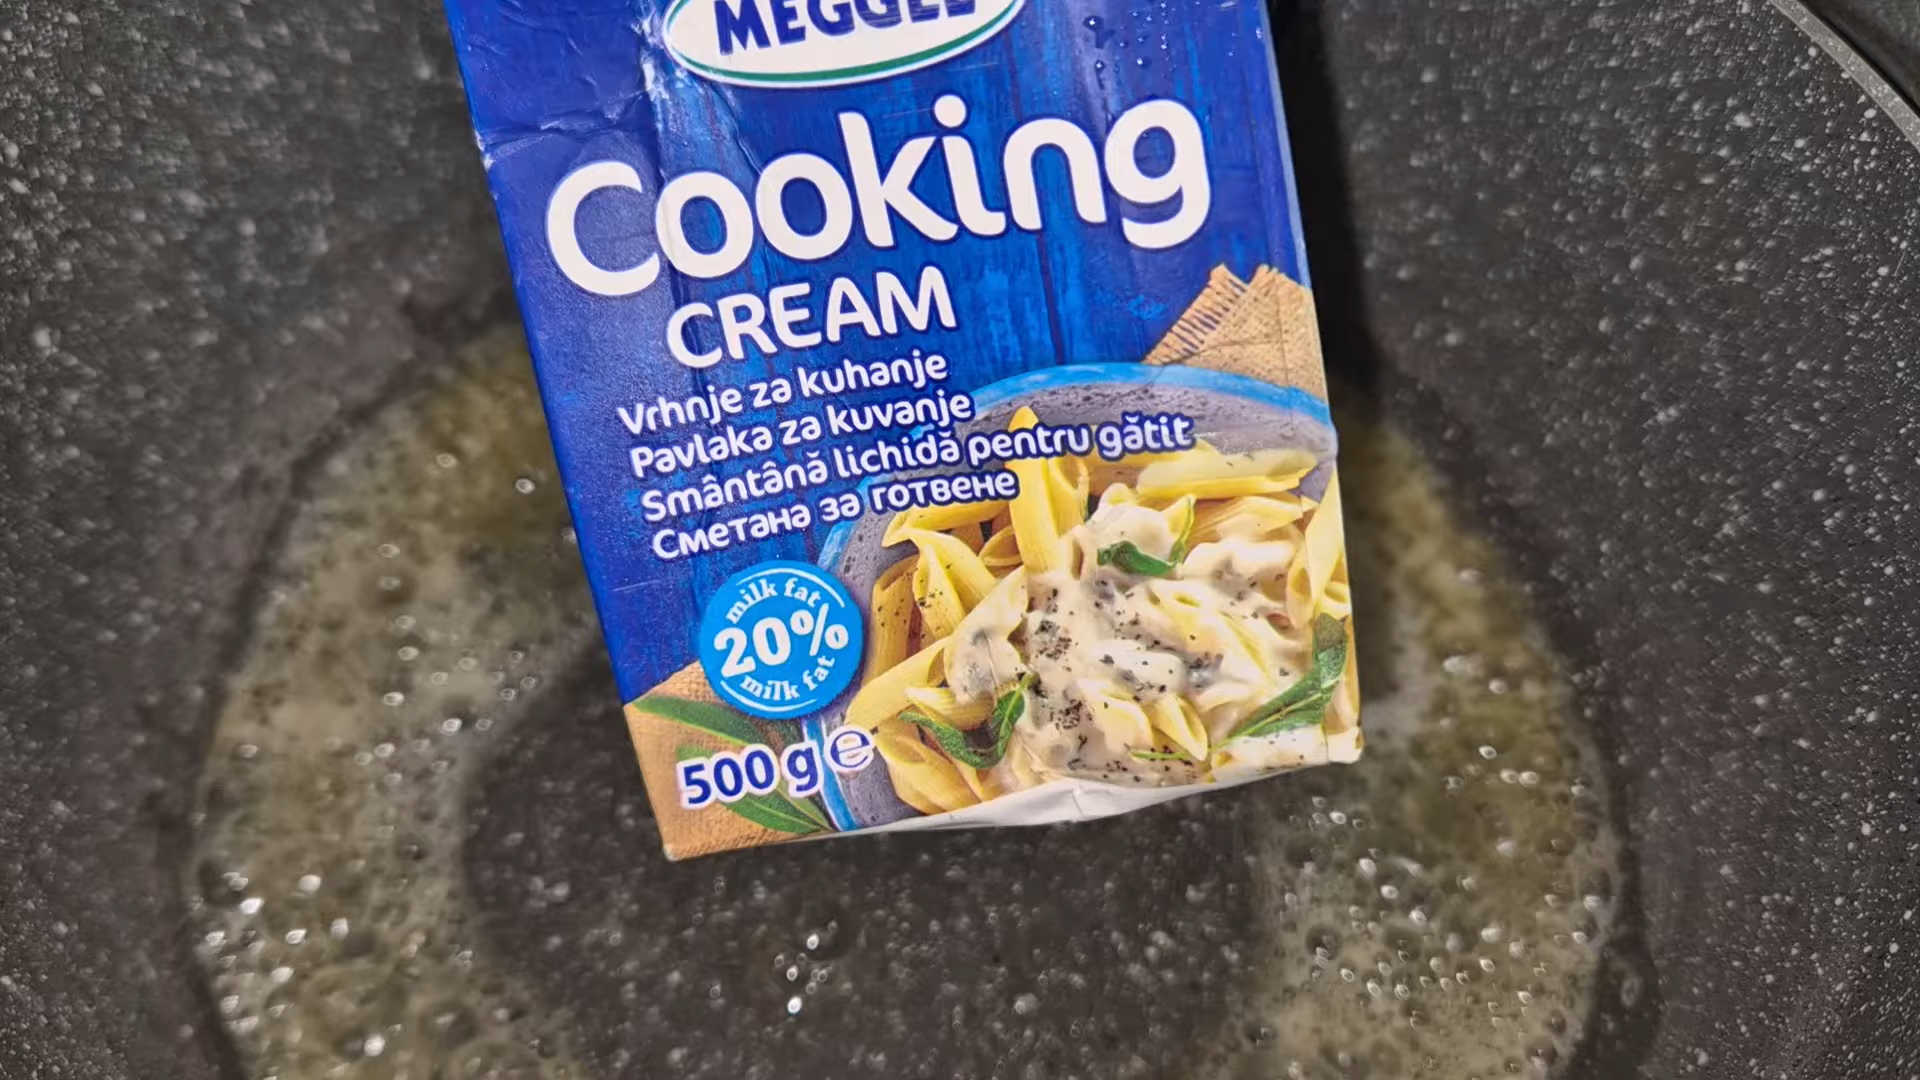 MEGGLE
Cooking
CREAM
Vrhnje za kuhanje
Pavlaka za kuvanje
Smântână lichidă pentru gătit
Сметана за готвене
milk fat
20%
milk fat
500 g e